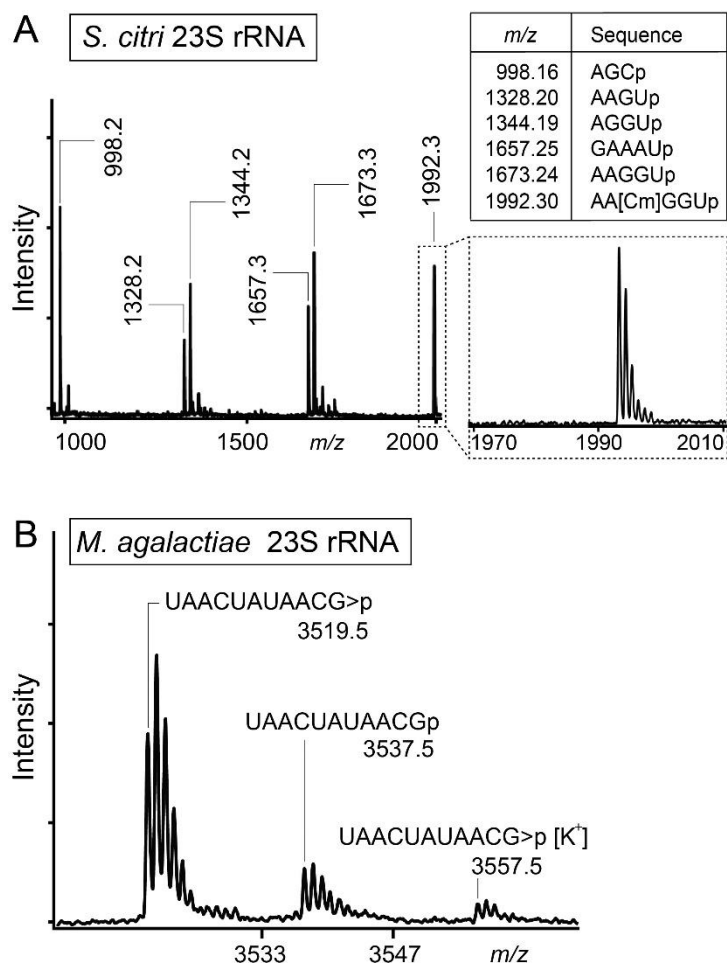 A
S. citri 23S rRNA
m/z Sequence
998.16 AGCp
1328.20 AAGUp
1344.19 AGGUp
1657.25 GAAAUp
1673.24 AAGGUp
1992.30 AA[Cm]GGUp
Intensity
998.2
1328.2
1344.2
1657.3
1673.3
1992.3
1000 1500 m/z 2000
1970 1990 2010
B
M. agalactiae 23S rRNA
Intensity
UAACUAUAACG>p
3519.5
UAACUAUAACGp
3537.5
UAACUAUAACG>p [K+]
3557.5
3533 3547 m/z